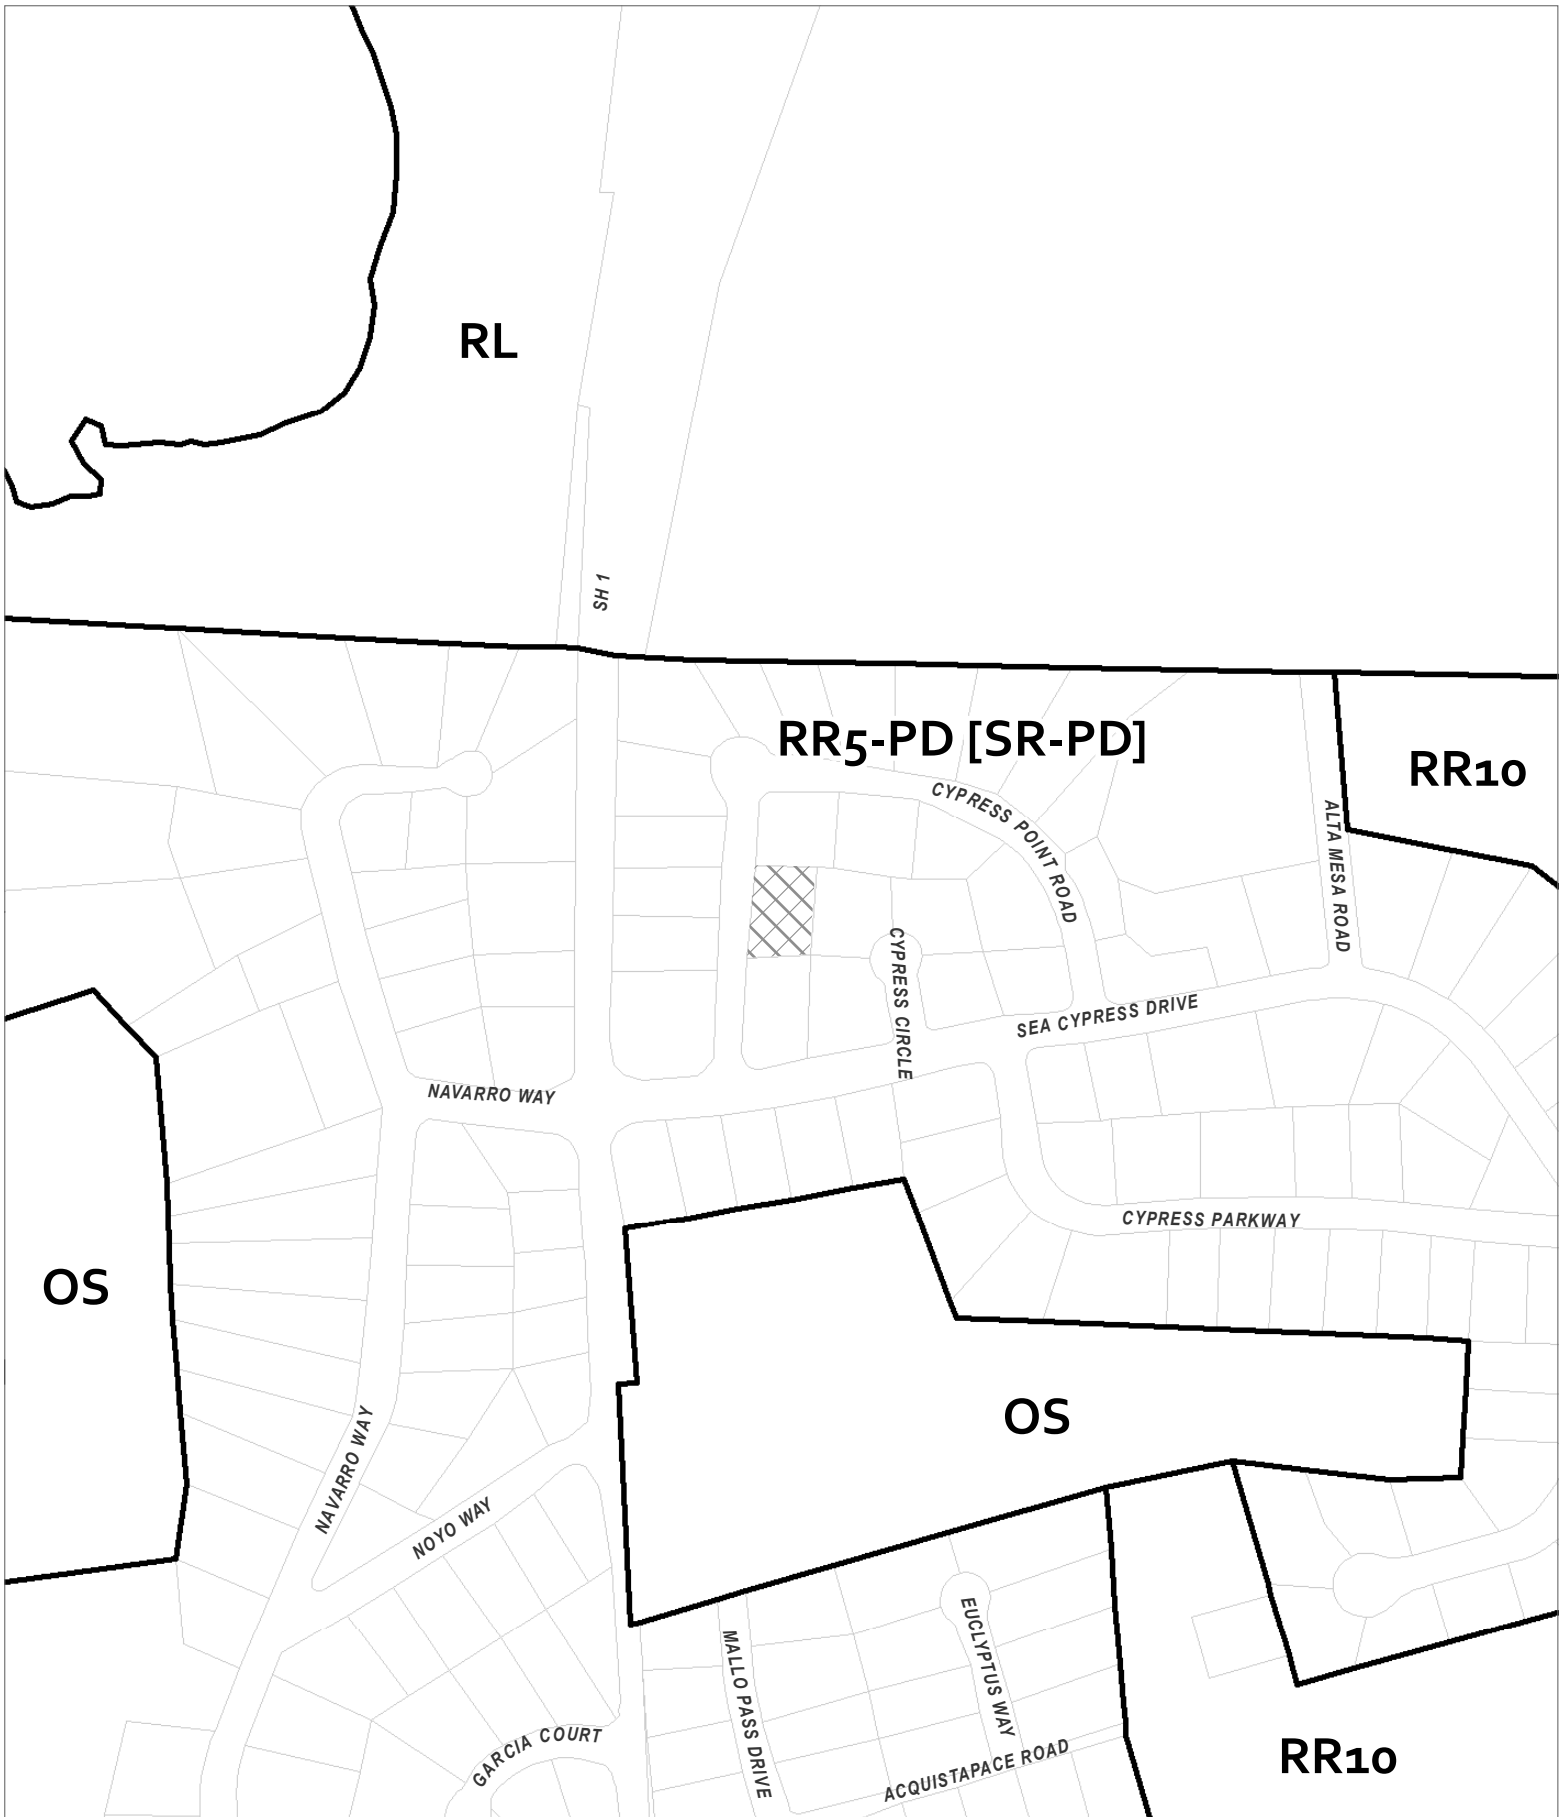 RL
SH 1
RR5-PD [SR-PD]
RR10
CYPRESS POINT ROAD
ALTA MESA ROAD
CYPRESS CIRCLE
SEA CYPRESS DRIVE
NAVARRO WAY
CYPRESS PARKWAY
OS
OS
NAVARRO WAY
NOYO WAY
EUCLYPTUS WAY
MALLO PASS DRIVE
GARCIA COURT
ACQUISTAPACE ROAD
RR10